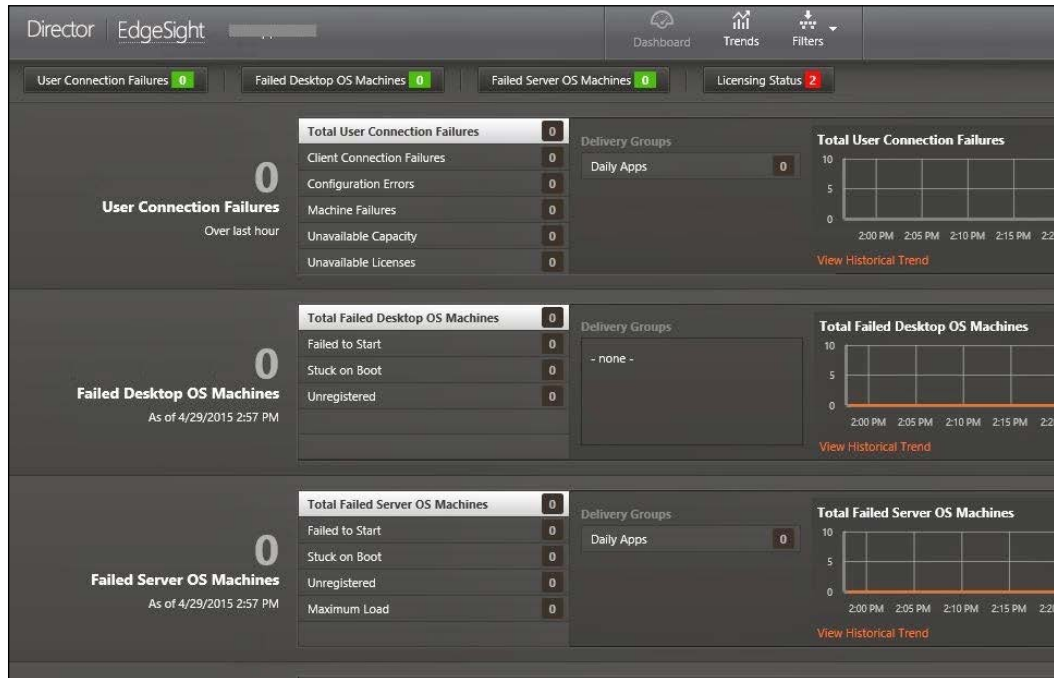 Director EdgeSight
Dashboard Trends Filters
User Connection Failures 0 Failed Desktop OS Machines 0 Failed Server OS Machines 0 Licensing Status 2
0
User Connection Failures
Over last hour
Total User Connection Failures 0
Client Connection Failures 0
Configuration Errors 0
Machine Failures 0
Unavailable Capacity 0
Unavailable Licenses 0
Delivery Groups
Daily Apps 0
Total User Connection Failures
10
5
0
2:00 PM 2:05 PM 2:10 PM 2:15 PM
View Historical Trend
0
Failed Desktop OS Machines
As of 4/29/2015 2:57 PM
Total Failed Desktop OS Machines 0
Failed to Start 0
Stuck on Boot 0
Unregistered 0
Delivery Groups
- none -
Total Failed Desktop OS Machines
10
5
0
2:00 PM 2:05 PM 2:10 PM 2:15 PM
View Historical Trend
0
Failed Server OS Machines
As of 4/29/2015 2:57 PM
Total Failed Server OS Machines 0
Failed to Start 0
Stuck on Boot 0
Unregistered 0
Maximum Load 0
Delivery Groups
Daily Apps 0
Total Failed Server OS Machines
10
5
0
2:00 PM 2:05 PM 2:10 PM 2:15 PM
View Historical Trend